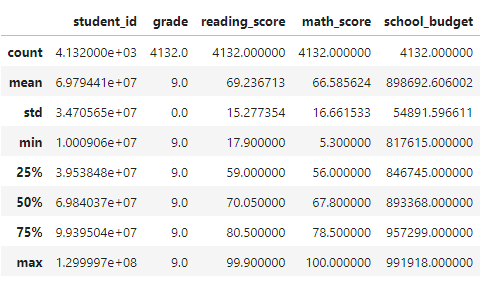 student_id grade reading_score math_score school_budget
count 4.132000e+03 4132.0 4132.000000 4132.000000 4132.000000
mean 6.979441e+07 9.0 69.236713 66.585624 898692.606002
std 3.470565e+07 0.0 15.277354 16.661533 54891.596611
min 1.000906e+07 9.0 17.900000 5.300000 817615.000000
25% 3.953848e+07 9.0 59.000000 56.000000 846745.000000
50% 6.984037e+07 9.0 70.050000 67.800000 893368.000000
75% 9.939504e+07 9.0 80.500000 78.500000 957299.000000
max 1.299997e+08 9.0 99.900000 100.000000 991918.000000